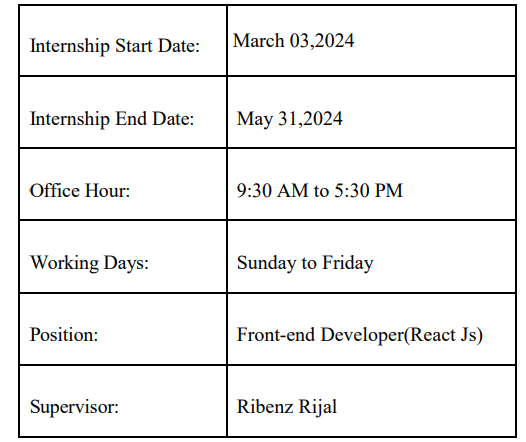 Internship Start Date: March 03,2024
Internship End Date: May 31,2024
Office Hour: 9:30 AM to 5:30 PM
Working Days: Sunday to Friday
Position: Front-end Developer(React Js)
Supervisor: Ribenz Rijal